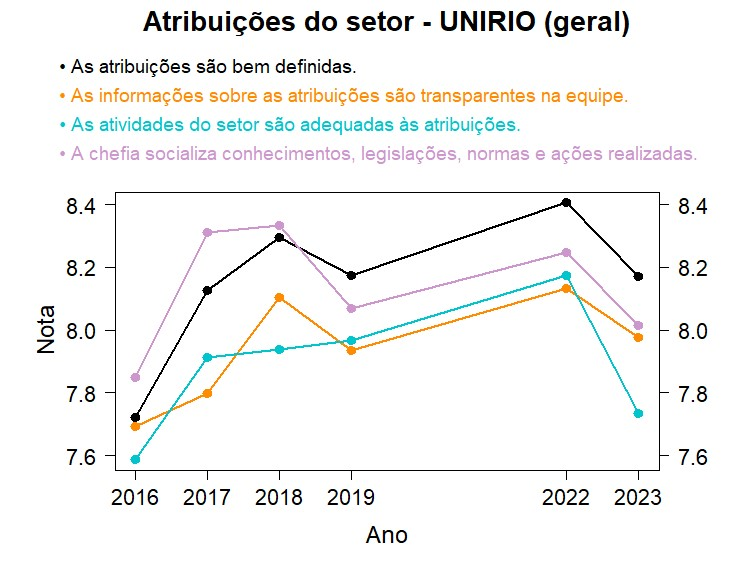 Atribuições do setor - UNIRIO (geral)
• As atribuições são bem definidas.
• As informações sobre as atribuições são transparentes na equipe.
• As atividades do setor são adequadas às atribuições.
• A chefia socializa conhecimentos, legislações, normas e ações realizadas.
8.4 8.4
8.2 8.2
Nota
8.0 8.0
7.8 7.8
7.6 7.6
2016 2017 2018 2019 2022 2023
Ano